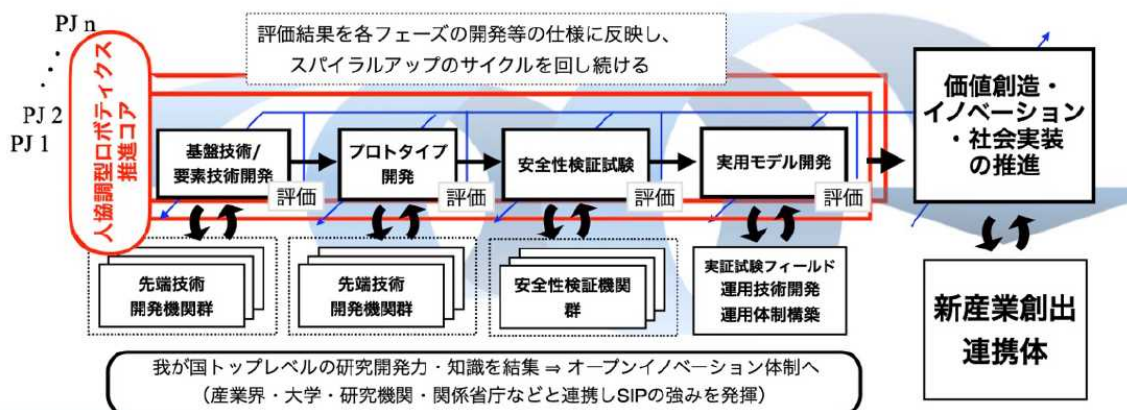 PJ n
PJ 2
PJ 1
人協調型ロボティクス
推進コア
評価結果を各フェーズの開発等の仕様に反映し、
スパイラルアップのサイクルを回し続ける
基盤技術/
要素技術開発
評価
プロトタイプ
開発
評価
安全性検証試験
評価
実用モデル開発
評価
価値創造・
イノベーション
・社会実装
の推進
先端技術
開発機関群
先端技術
開発機関群
安全性検証機関
群
実証試験フィールド
運用技術開発
運用体制構築
新産業創出
連携体
我が国トップレベルの研究開発力・知識を結集 ⇒ オープンイノベーション体制へ
(産業界・大学・研究機関・関係省庁などと連携しSIPの強みを発揮)